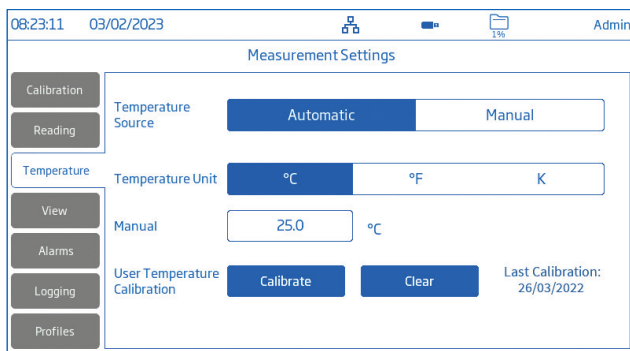 08:23:11 03/02/2023 1% Admin
Measurement Settings
Calibration
Reading
Temperature
View
Alarms
Logging
Profiles
Temperature
Source
Automatic Manual
Temperature Unit °C °F K
Manual 25.0 °C
User Temperature
Calibration
Calibrate Clear
Last Calibration:
26/03/2022